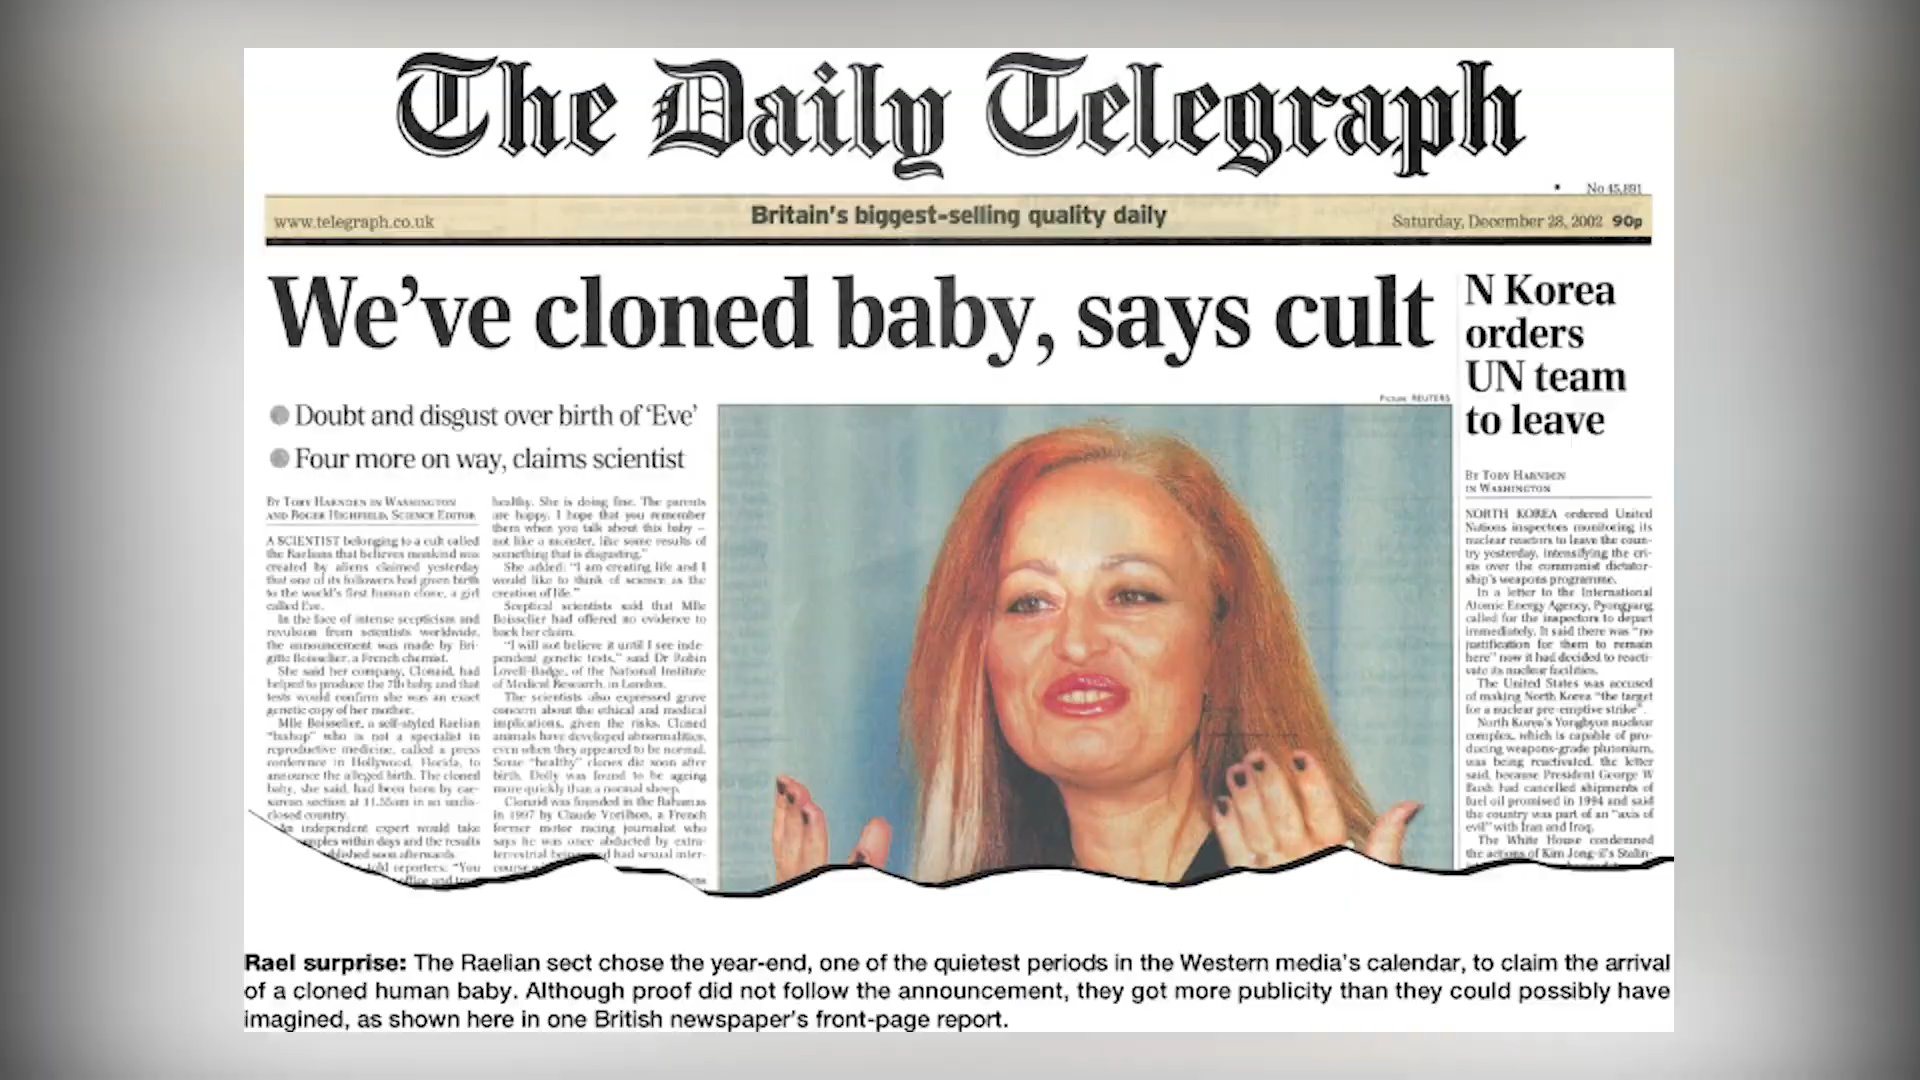 The Daily Telegraph
No 45,891
www.telegraph.co.uk
Britain's biggest-selling quality daily
Saturday, December 28, 2002 90p
We've cloned baby, says cult
Doubt and disgust over birth of 'Eve'
Four more on way, claims scientist
BY TOBY HARNDEN IN WASHINGTON
AND ROGER HIGHFIELD, SCIENCE EDITOR
A SCIENTIST belonging to a cult called
the Raelians that believes mankind was
created by aliens claimed yesterday
that one of its followers had given birth
to the world's first human clone, a girl
called Eve.
In the face of intense scepticism and
revulsion from scientists worldwide,
the announcement was made by Bri-
gitte Boisselier, a French chemist.
She said her company, Clonaid, had
helped to produce the 7lb baby and that
tests would confirm she was an exact
genetic copy of her mother.
Mlle Boisselier, a self-styled Raelian
"bishop" who is not a specialist in
reproductive medicine, called a press
conference in Hollywood, Florida, to
announce the alleged birth. The cloned
baby, she said, had been born by cae-
sarean section at 11.55am in an undis-
closed country.
An independent expert would take
samples within days and the results
published soon afterwards.
told reporters: "You
healthy. She is doing fine. The parents
are happy. I hope that you remember
them when you talk about this baby –
not like a monster, like some results of
something that is disgusting."
She added: "I am creating life and I
would like to think of science as the
creation of life."
Sceptical scientists said that Mlle
Boisselier had offered no evidence to
back her claim.
"I will not believe it until I see inde-
pendent genetic tests," said Dr Robin
Lovell-Badge, of the National Institute
of Medical Research, in London.
The scientists also expressed grave
concern about the ethical and medical
implications, given the risks. Cloned
animals have developed abnormalities,
even when they appeared to be normal.
Some "healthy" clones die soon after
birth. Dolly was found to be ageing
more quickly than a normal sheep.
Clonaid was founded in the Bahamas
in 1997 by Claude Vorilhon, a French
former motor racing journalist who
says he was once abducted by extra-
terrestrial beings and had sexual inter-
course
Picture: REUTERS
N Korea
orders
UN team
to leave
BY TOBY HARNDEN
IN WASHINGTON
NORTH KOREA ordered United
Nations inspectors monitoring its
nuclear reactors to leave the coun-
try yesterday, intensifying the cri-
sis over the communist dictator-
ship's weapons programme.
In a letter to the International
Atomic Energy Agency, Pyongyang
called for the inspectors to depart
immediately. It said there was "no
justification for them to remain
here" now it had decided to reacti-
vate its nuclear facilities.
The United States was accused
of making North Korea "the target
for a nuclear pre-emptive strike".
North Korea's Yongbyon nuclear
complex, which is capable of pro-
ducing weapons-grade plutonium,
was being reactivated, the letter
said, because President George W
Bush had cancelled shipments of
fuel oil promised in 1994 and said
the country was part of an "axis of
evil" with Iran and Iraq.
The White House condemned
the actions of Kim Jong-il's Stalin-
Rael surprise: The Raelian sect chose the year-end, one of the quietest periods in the Western media's calendar, to claim the arrival
of a cloned human baby. Although proof did not follow the announcement, they got more publicity than they could possibly have
imagined, as shown here in one British newspaper's front-page report.